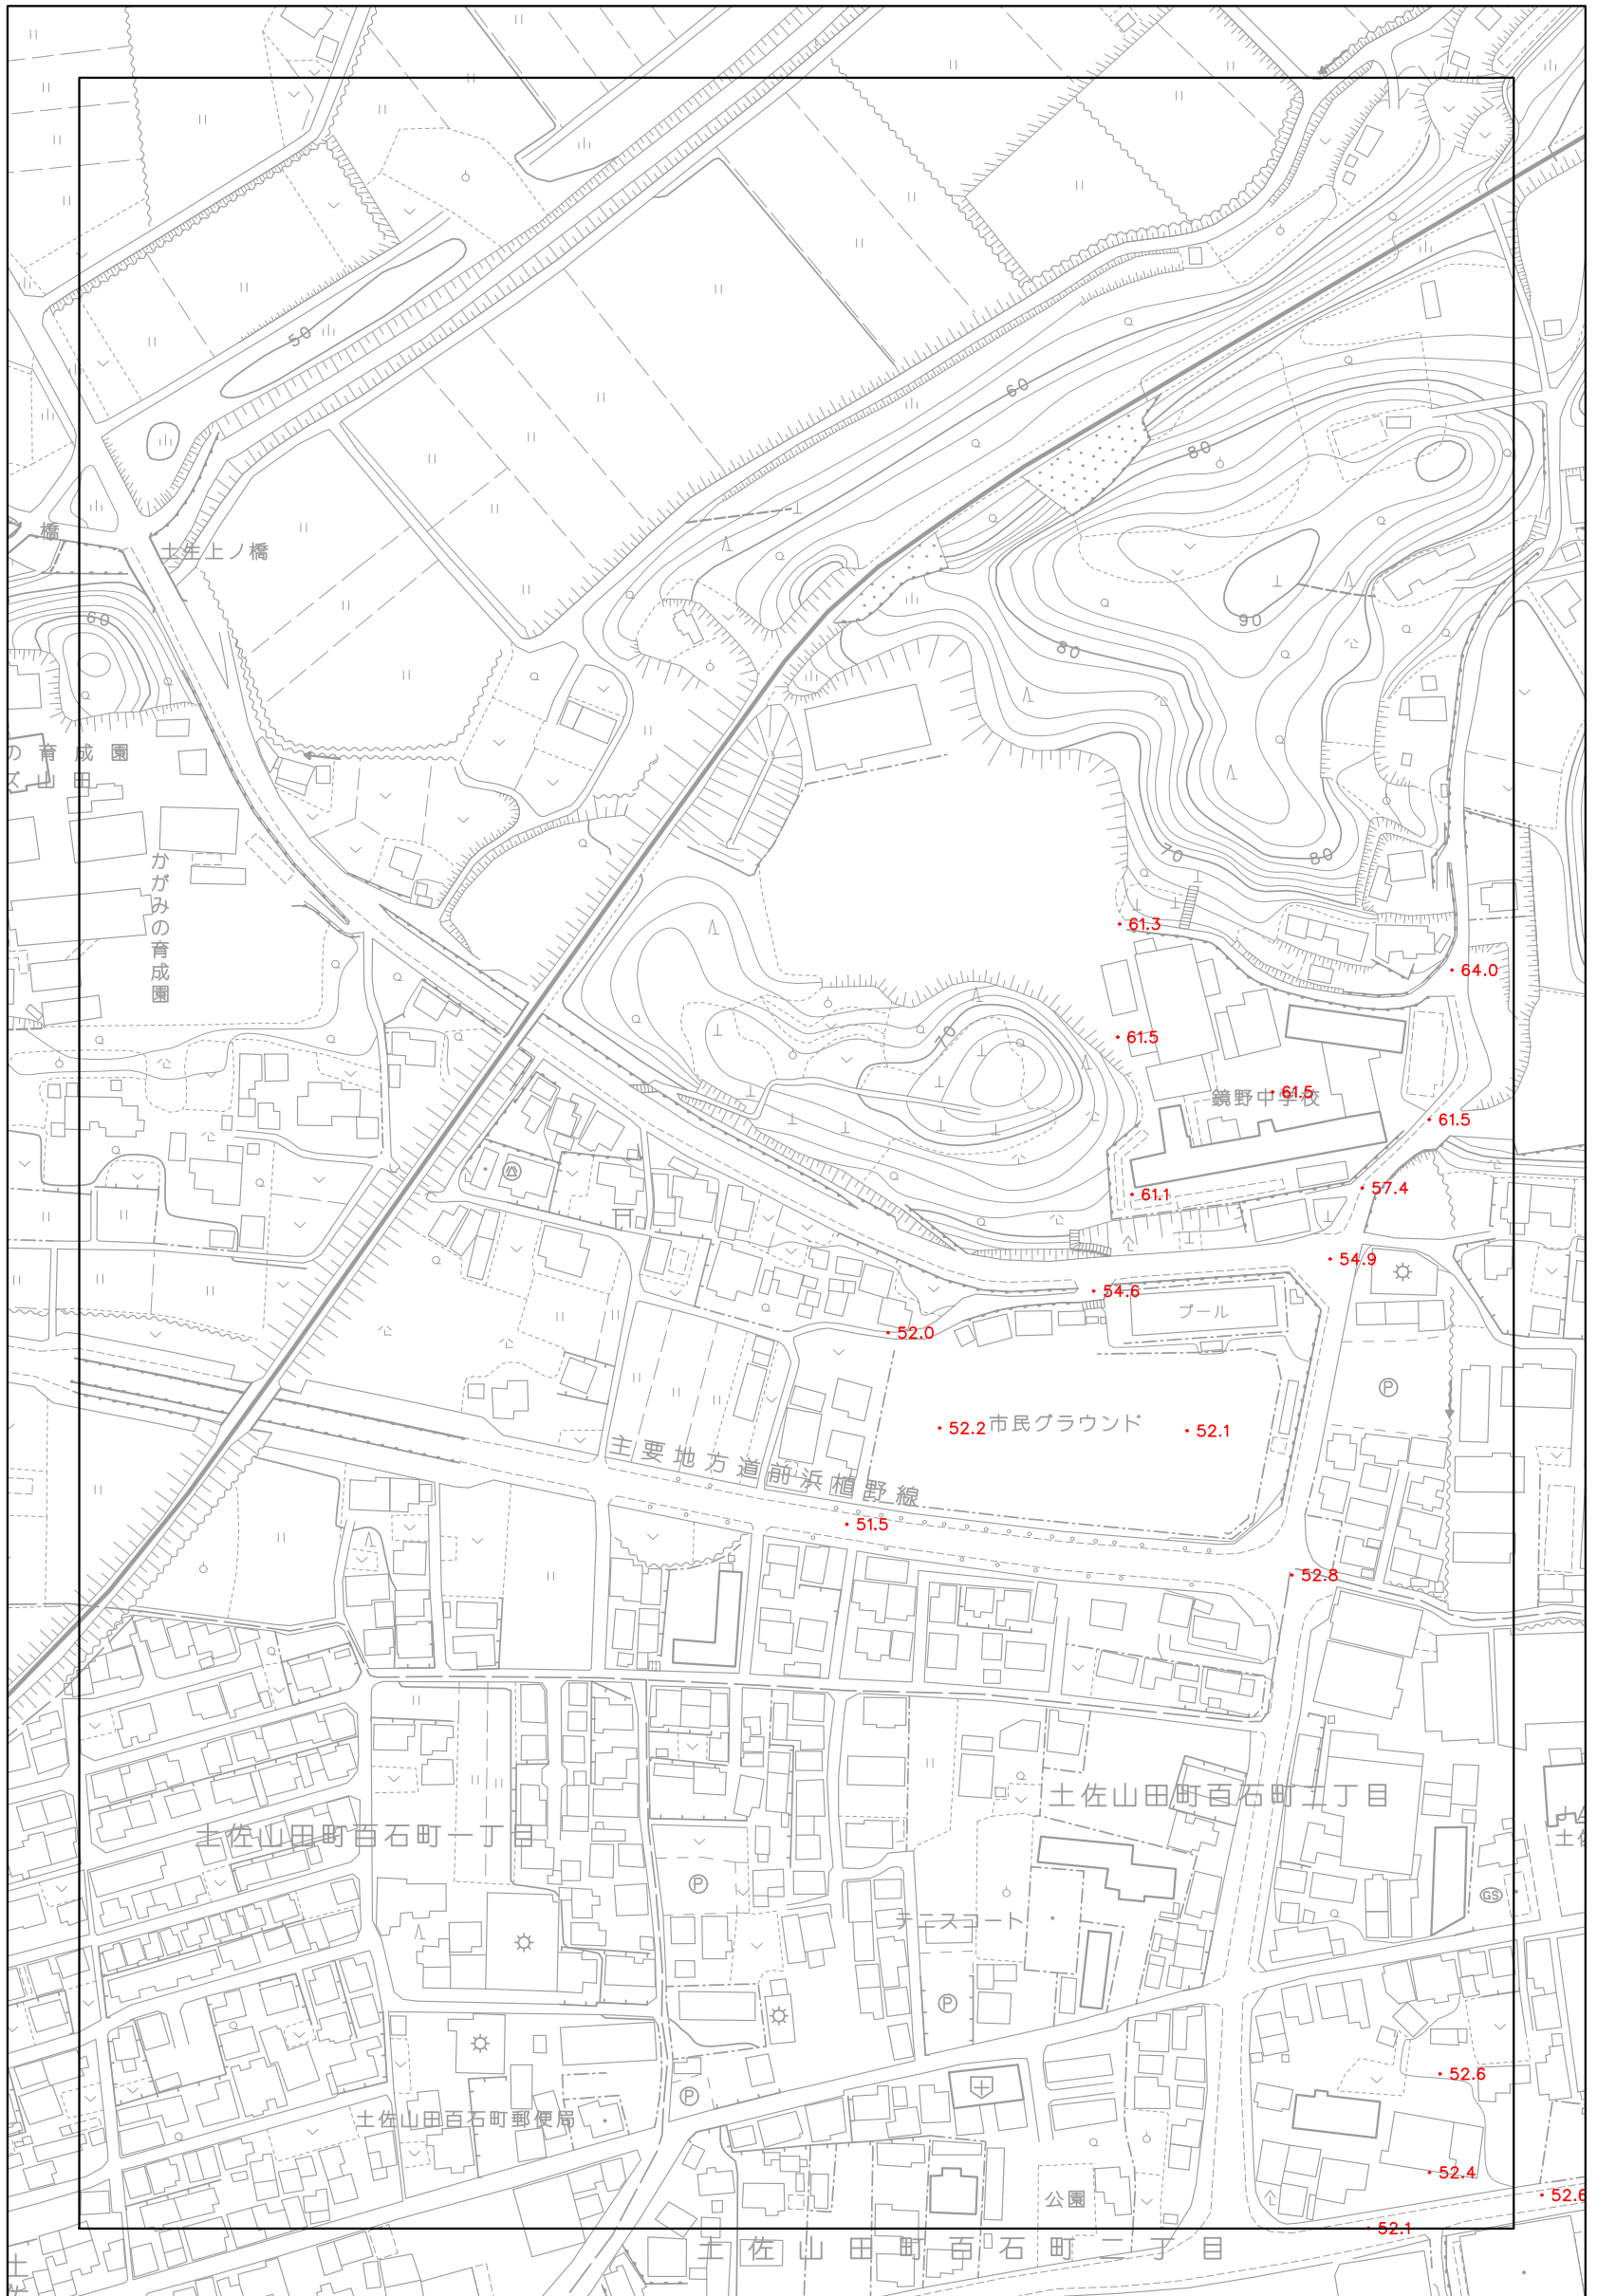 50
60
橋
土生上ノ橋
80
60
90
80
の育成園
ズ山田
かがみの育成園
70
80
61.3
64.0
70
61.5
61.5
鏡野中学校
61.5
57.4
61.1
54.9
54.6
プール
52.0
P
52.2
市民グラウンド
52.1
主要地方道前浜植野線
51.5
52.8
土佐山田町百石町二丁目
土佐山田町百石町一丁目
P
GS
テニスコート
P
52.6
P
土佐山田百石町郵便局
52.4
公園
52.6
52.1
土佐山田町百石町二丁目